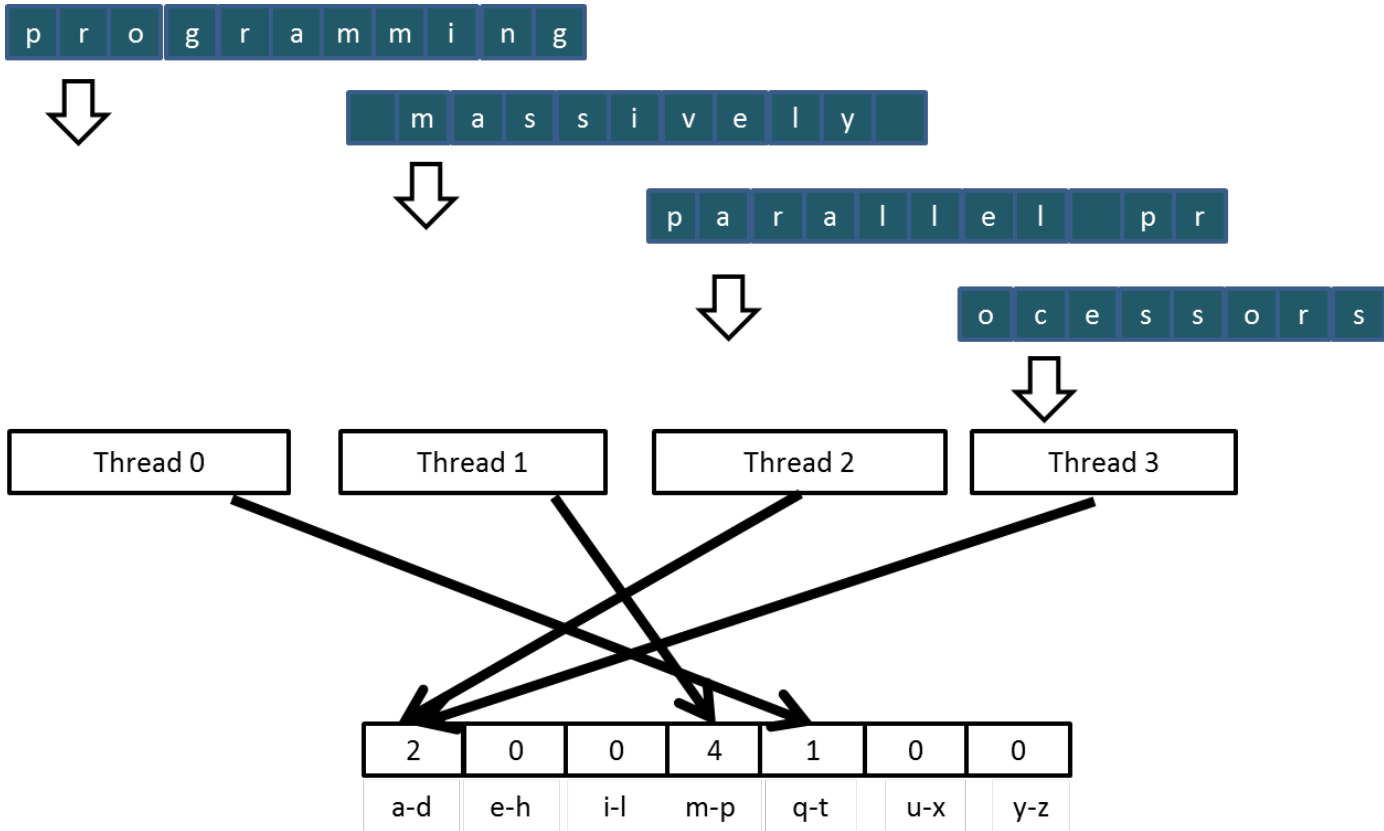 p r o g r a m m i n g
m a s s i v e l y
p a r a l l e l p r
o c e s s o r s
Thread 0 Thread 1 Thread 2 Thread 3
2 0 0 4 1 0 0
a-d e-h i-l m-p q-t u-x y-z